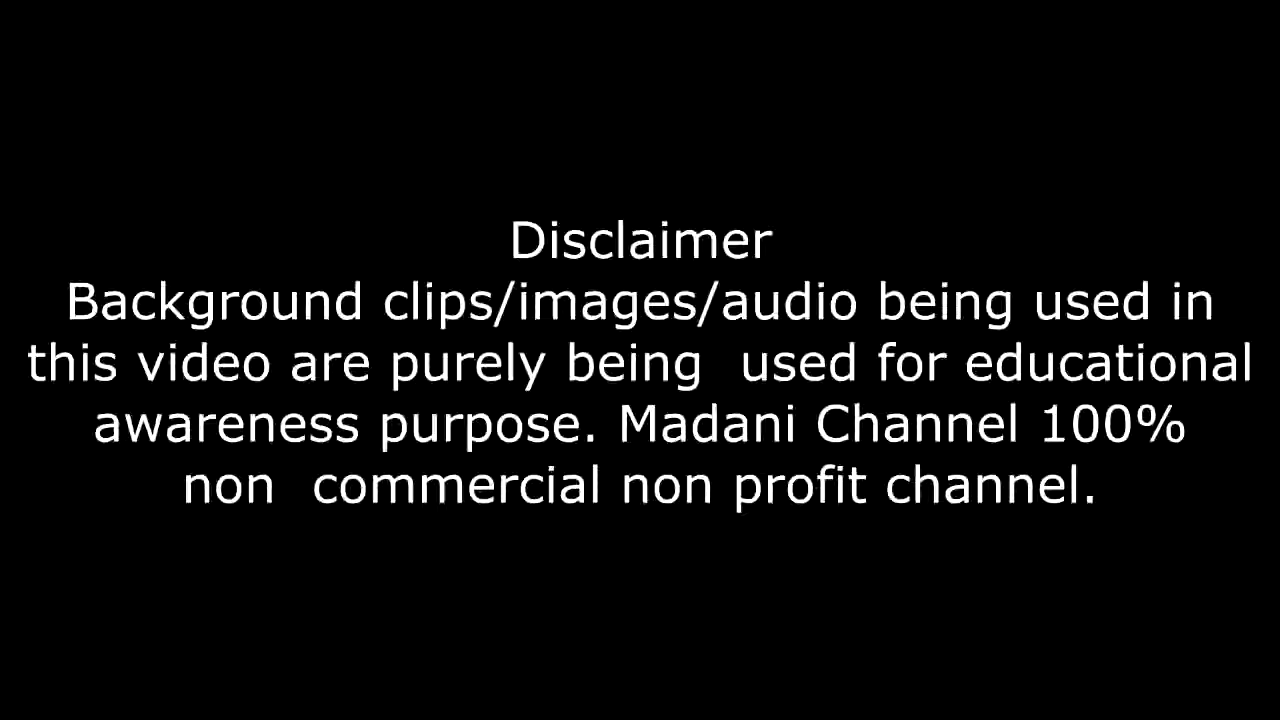 Disclaimer
Background clips/images/audio being used in
this video are purely being  used for educational
awareness purpose. Madani Channel 100%
non  commercial non profit channel.